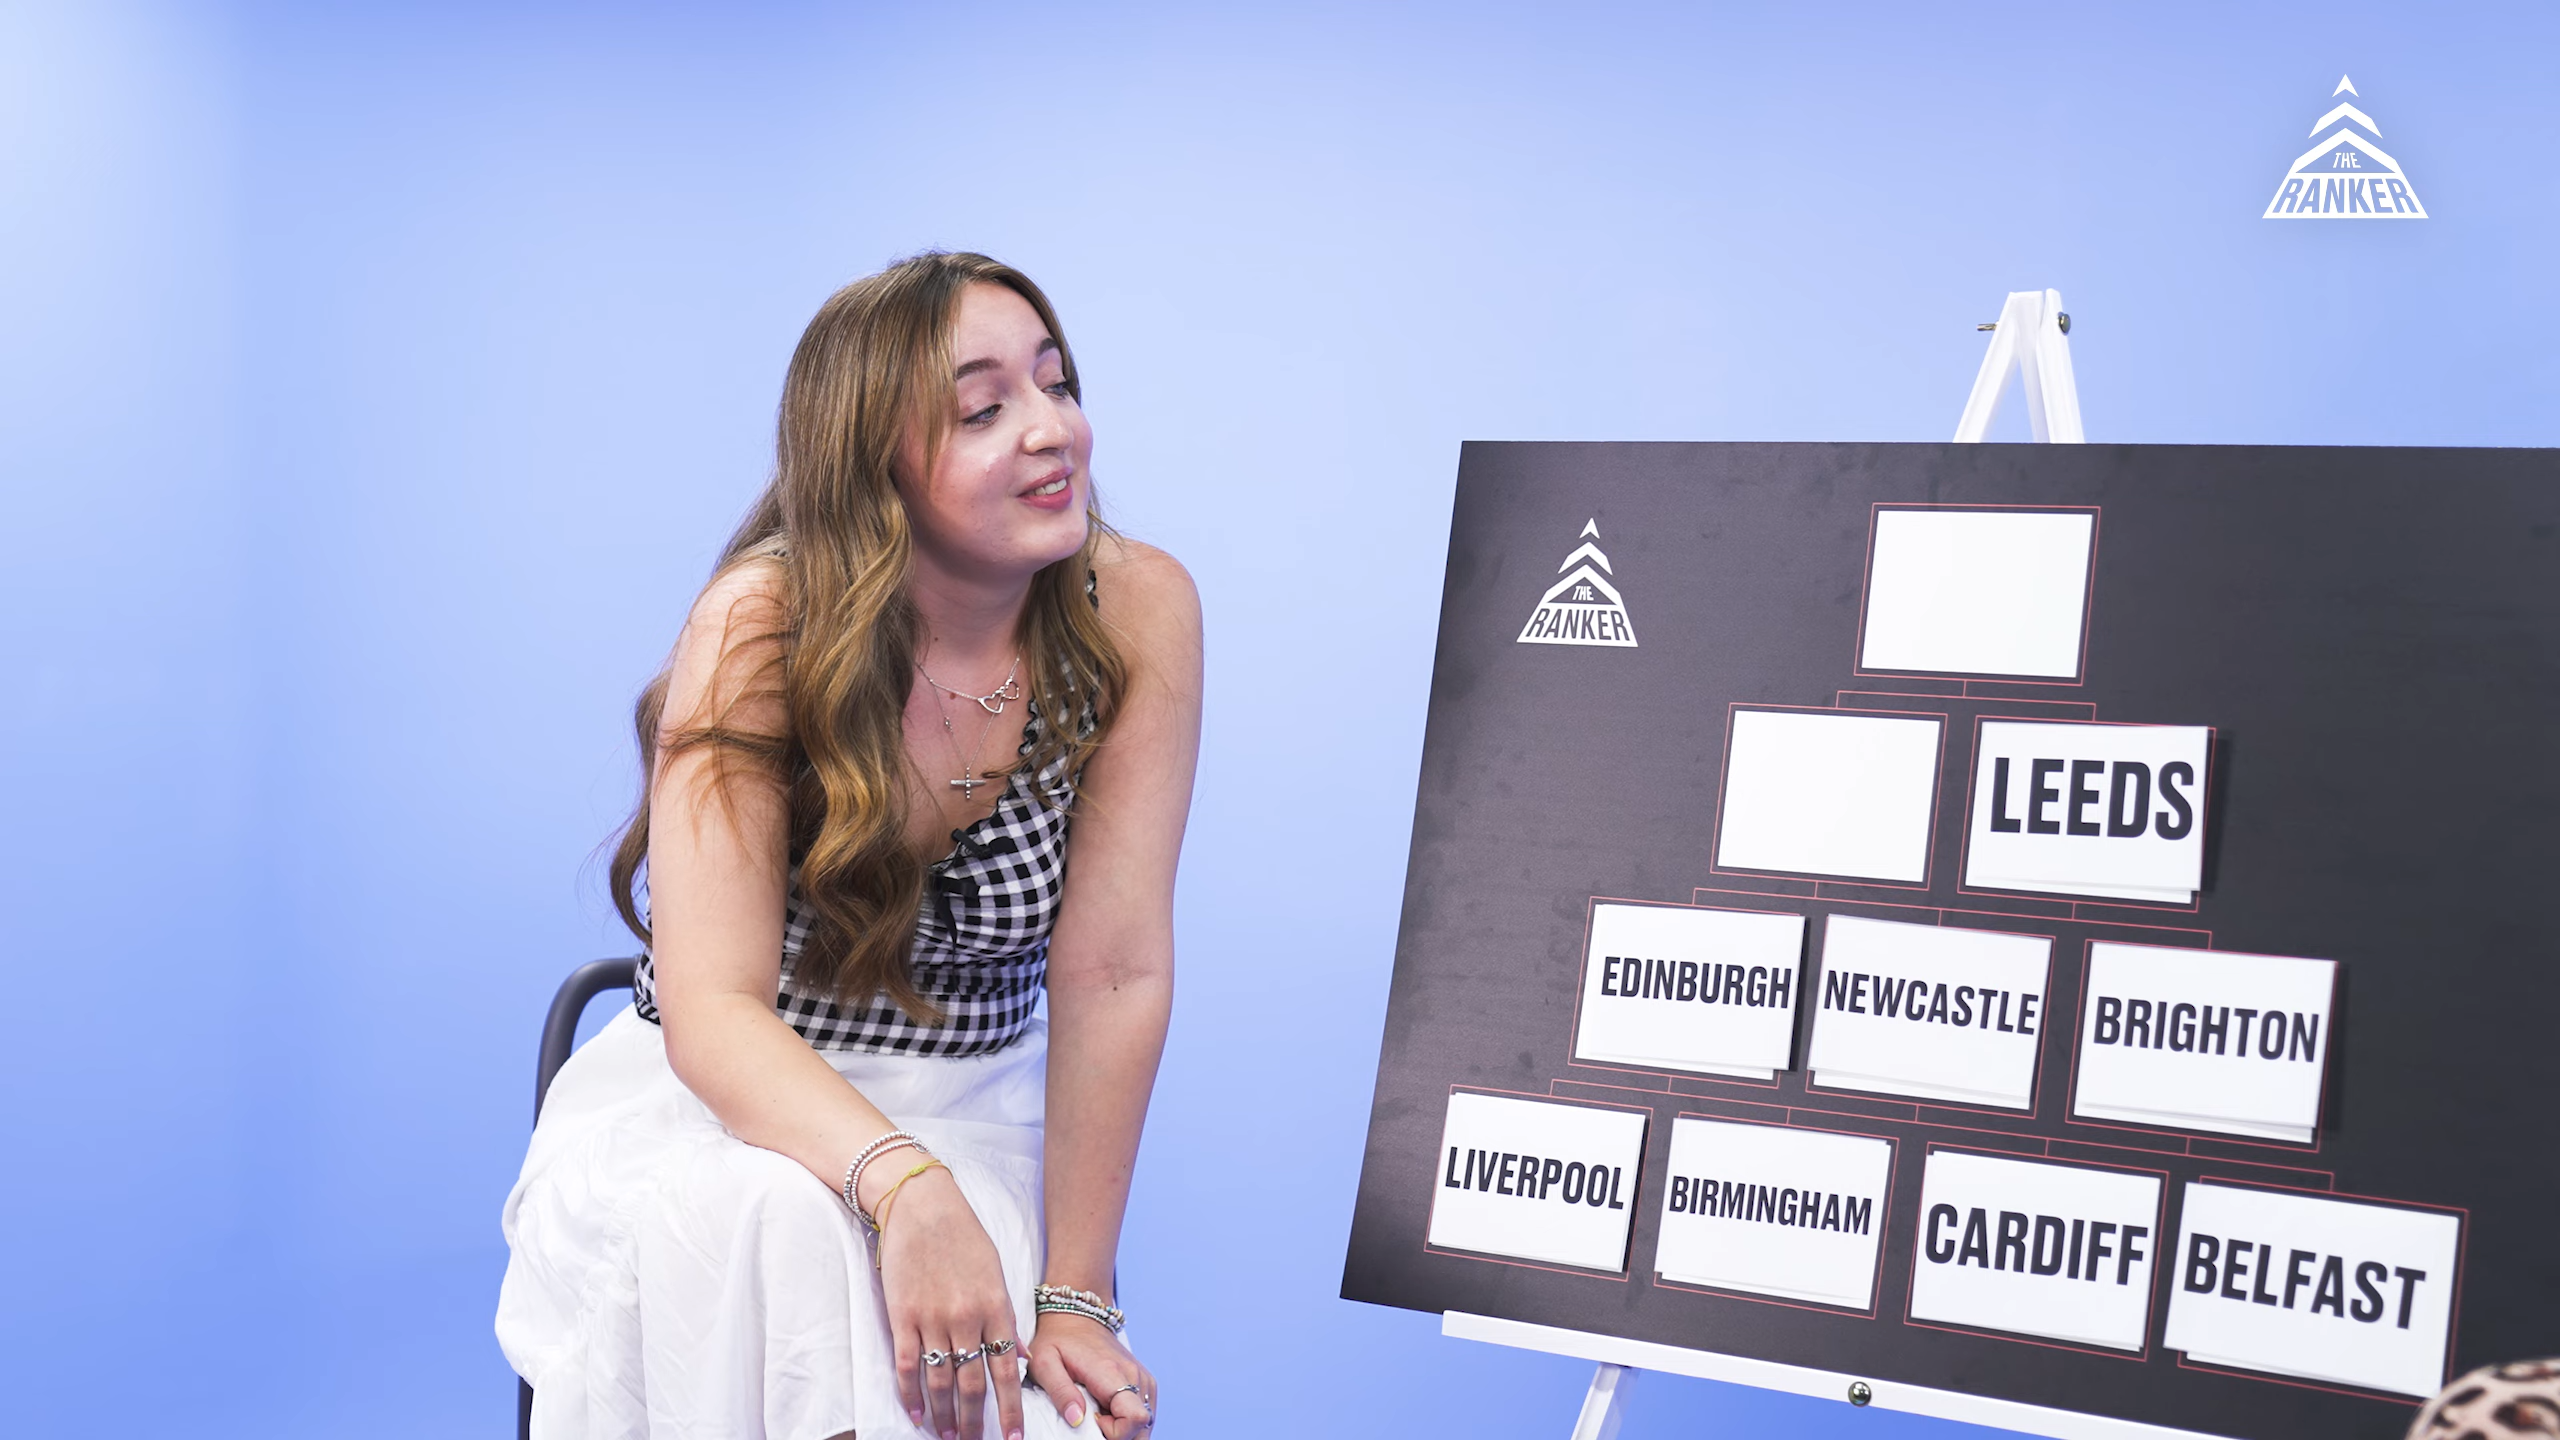 THE
RANKER
THE
RANKER
LEEDS
EDINBURGH
NEWCASTLE
BRIGHTON
LIVERPOOL
BIRMINGHAM
CARDIFF
BELFAST